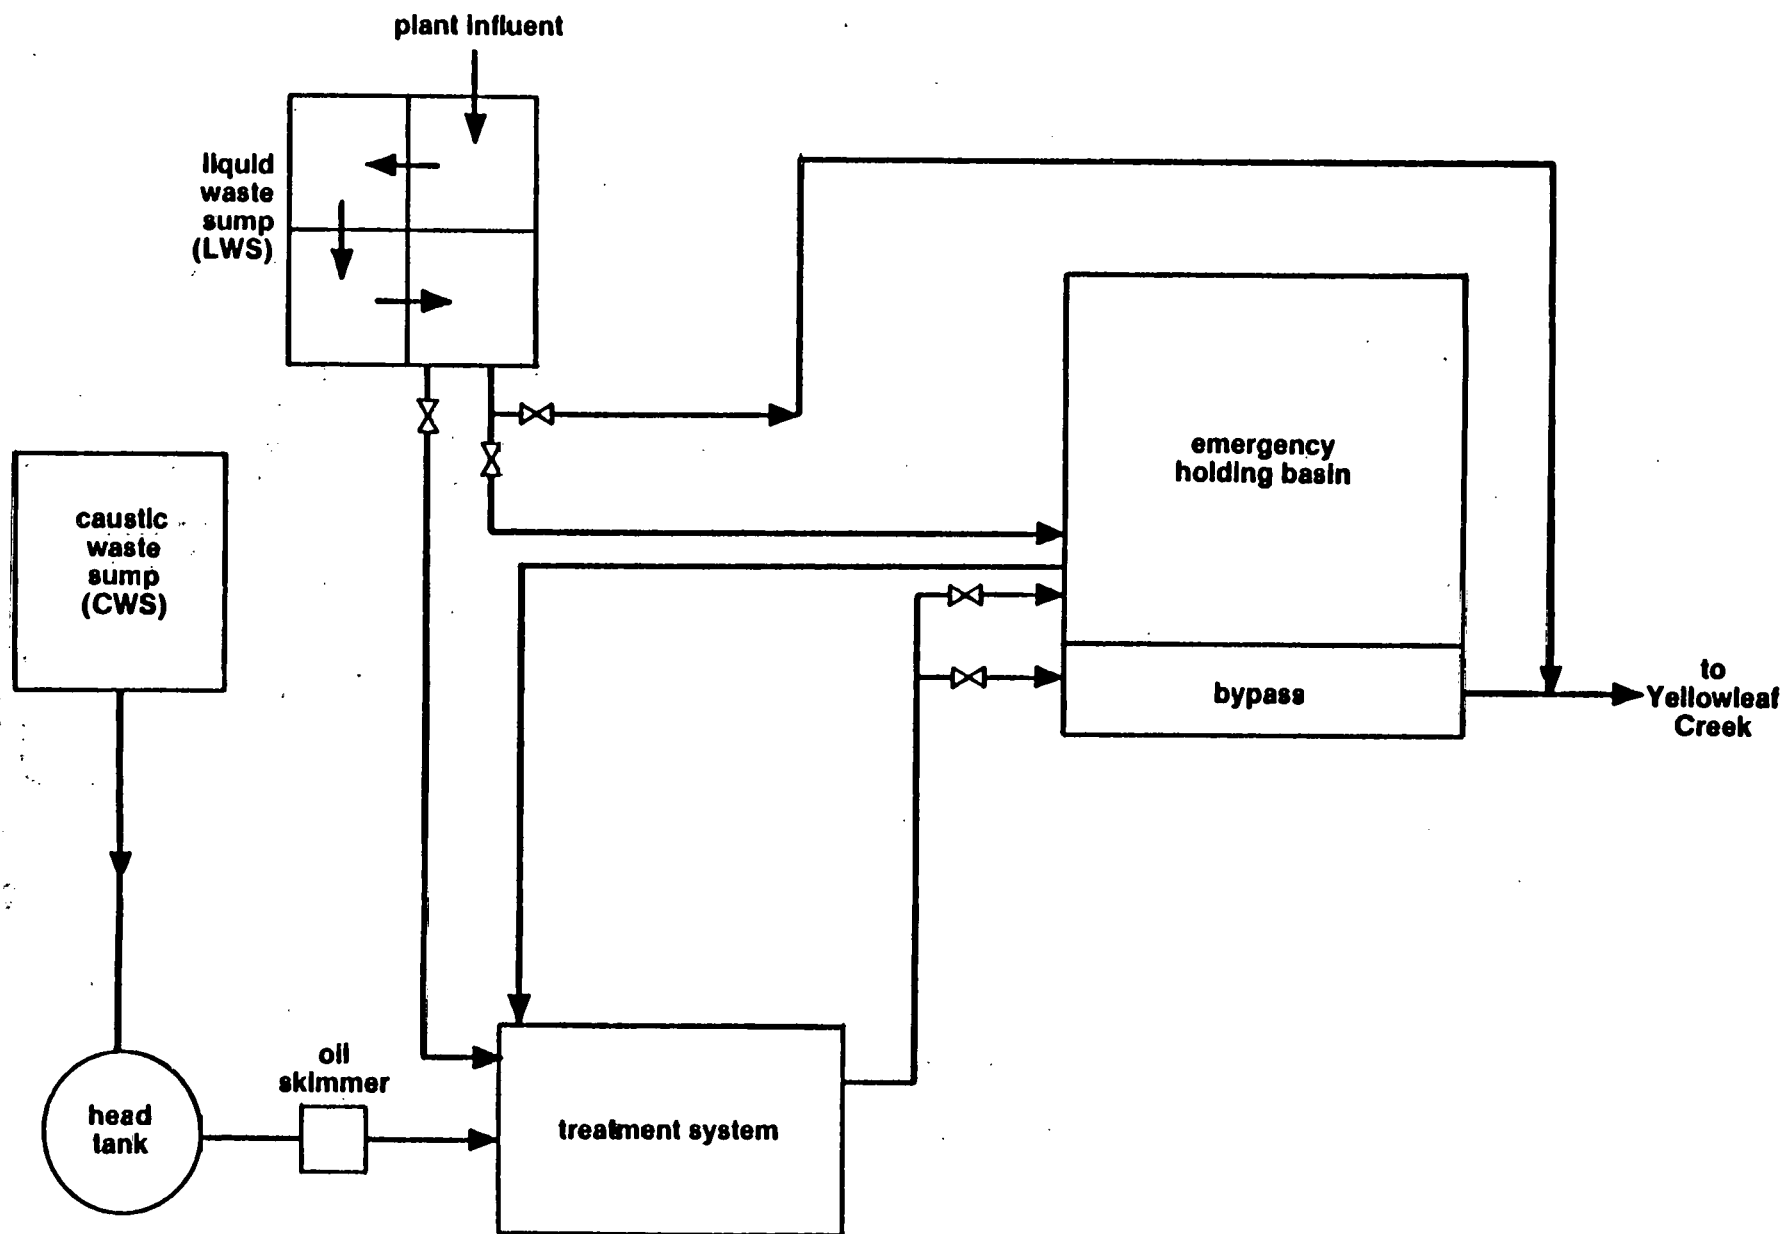 plant influent
liquid
waste
sump
(LWS)
emergency
holding basin
caustic
waste
sump
(CWS)
bypass
to
Yellowleaf
Creek
oil
skimmer
head
tank
treatment system